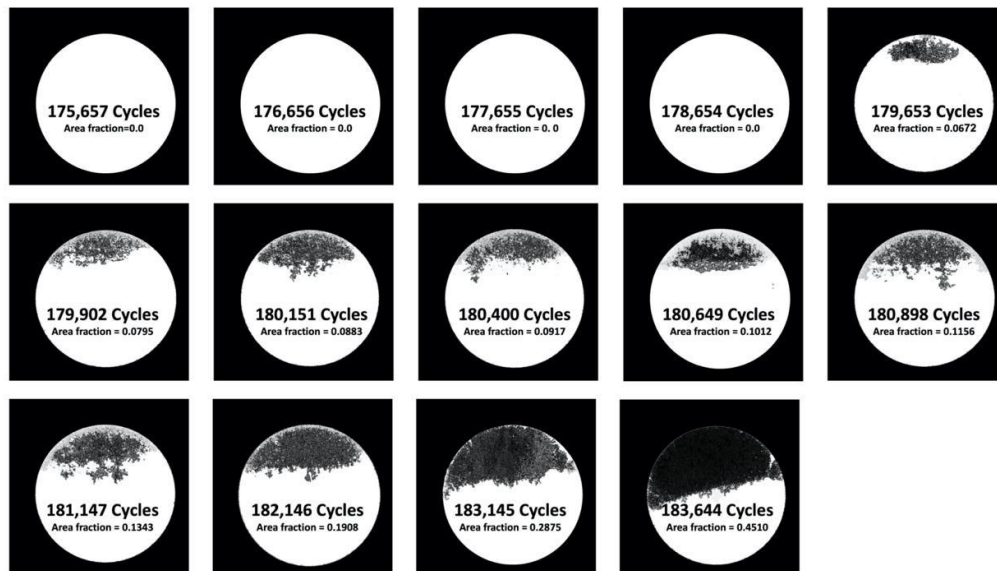 175,657 Cycles
Area fraction=0.0
176,656 Cycles
Area fraction = 0.0
177,655 Cycles
Area fraction = 0. 0
178,654 Cycles
Area fraction = 0.0
179,653 Cycles
Area fraction = 0.0672
179,902 Cycles
Area fraction = 0.0795
180,151 Cycles
Area fraction = 0.0883
180,400 Cycles
Area fraction = 0.0917
180,649 Cycles
Area fraction = 0.1012
180,898 Cycles
Area fraction = 0.1156
181,147 Cycles
Area fraction = 0.1343
182,146 Cycles
Area fraction = 0.1908
183,145 Cycles
Area fraction = 0.2875
183,644 Cycles
Area fraction = 0.4510